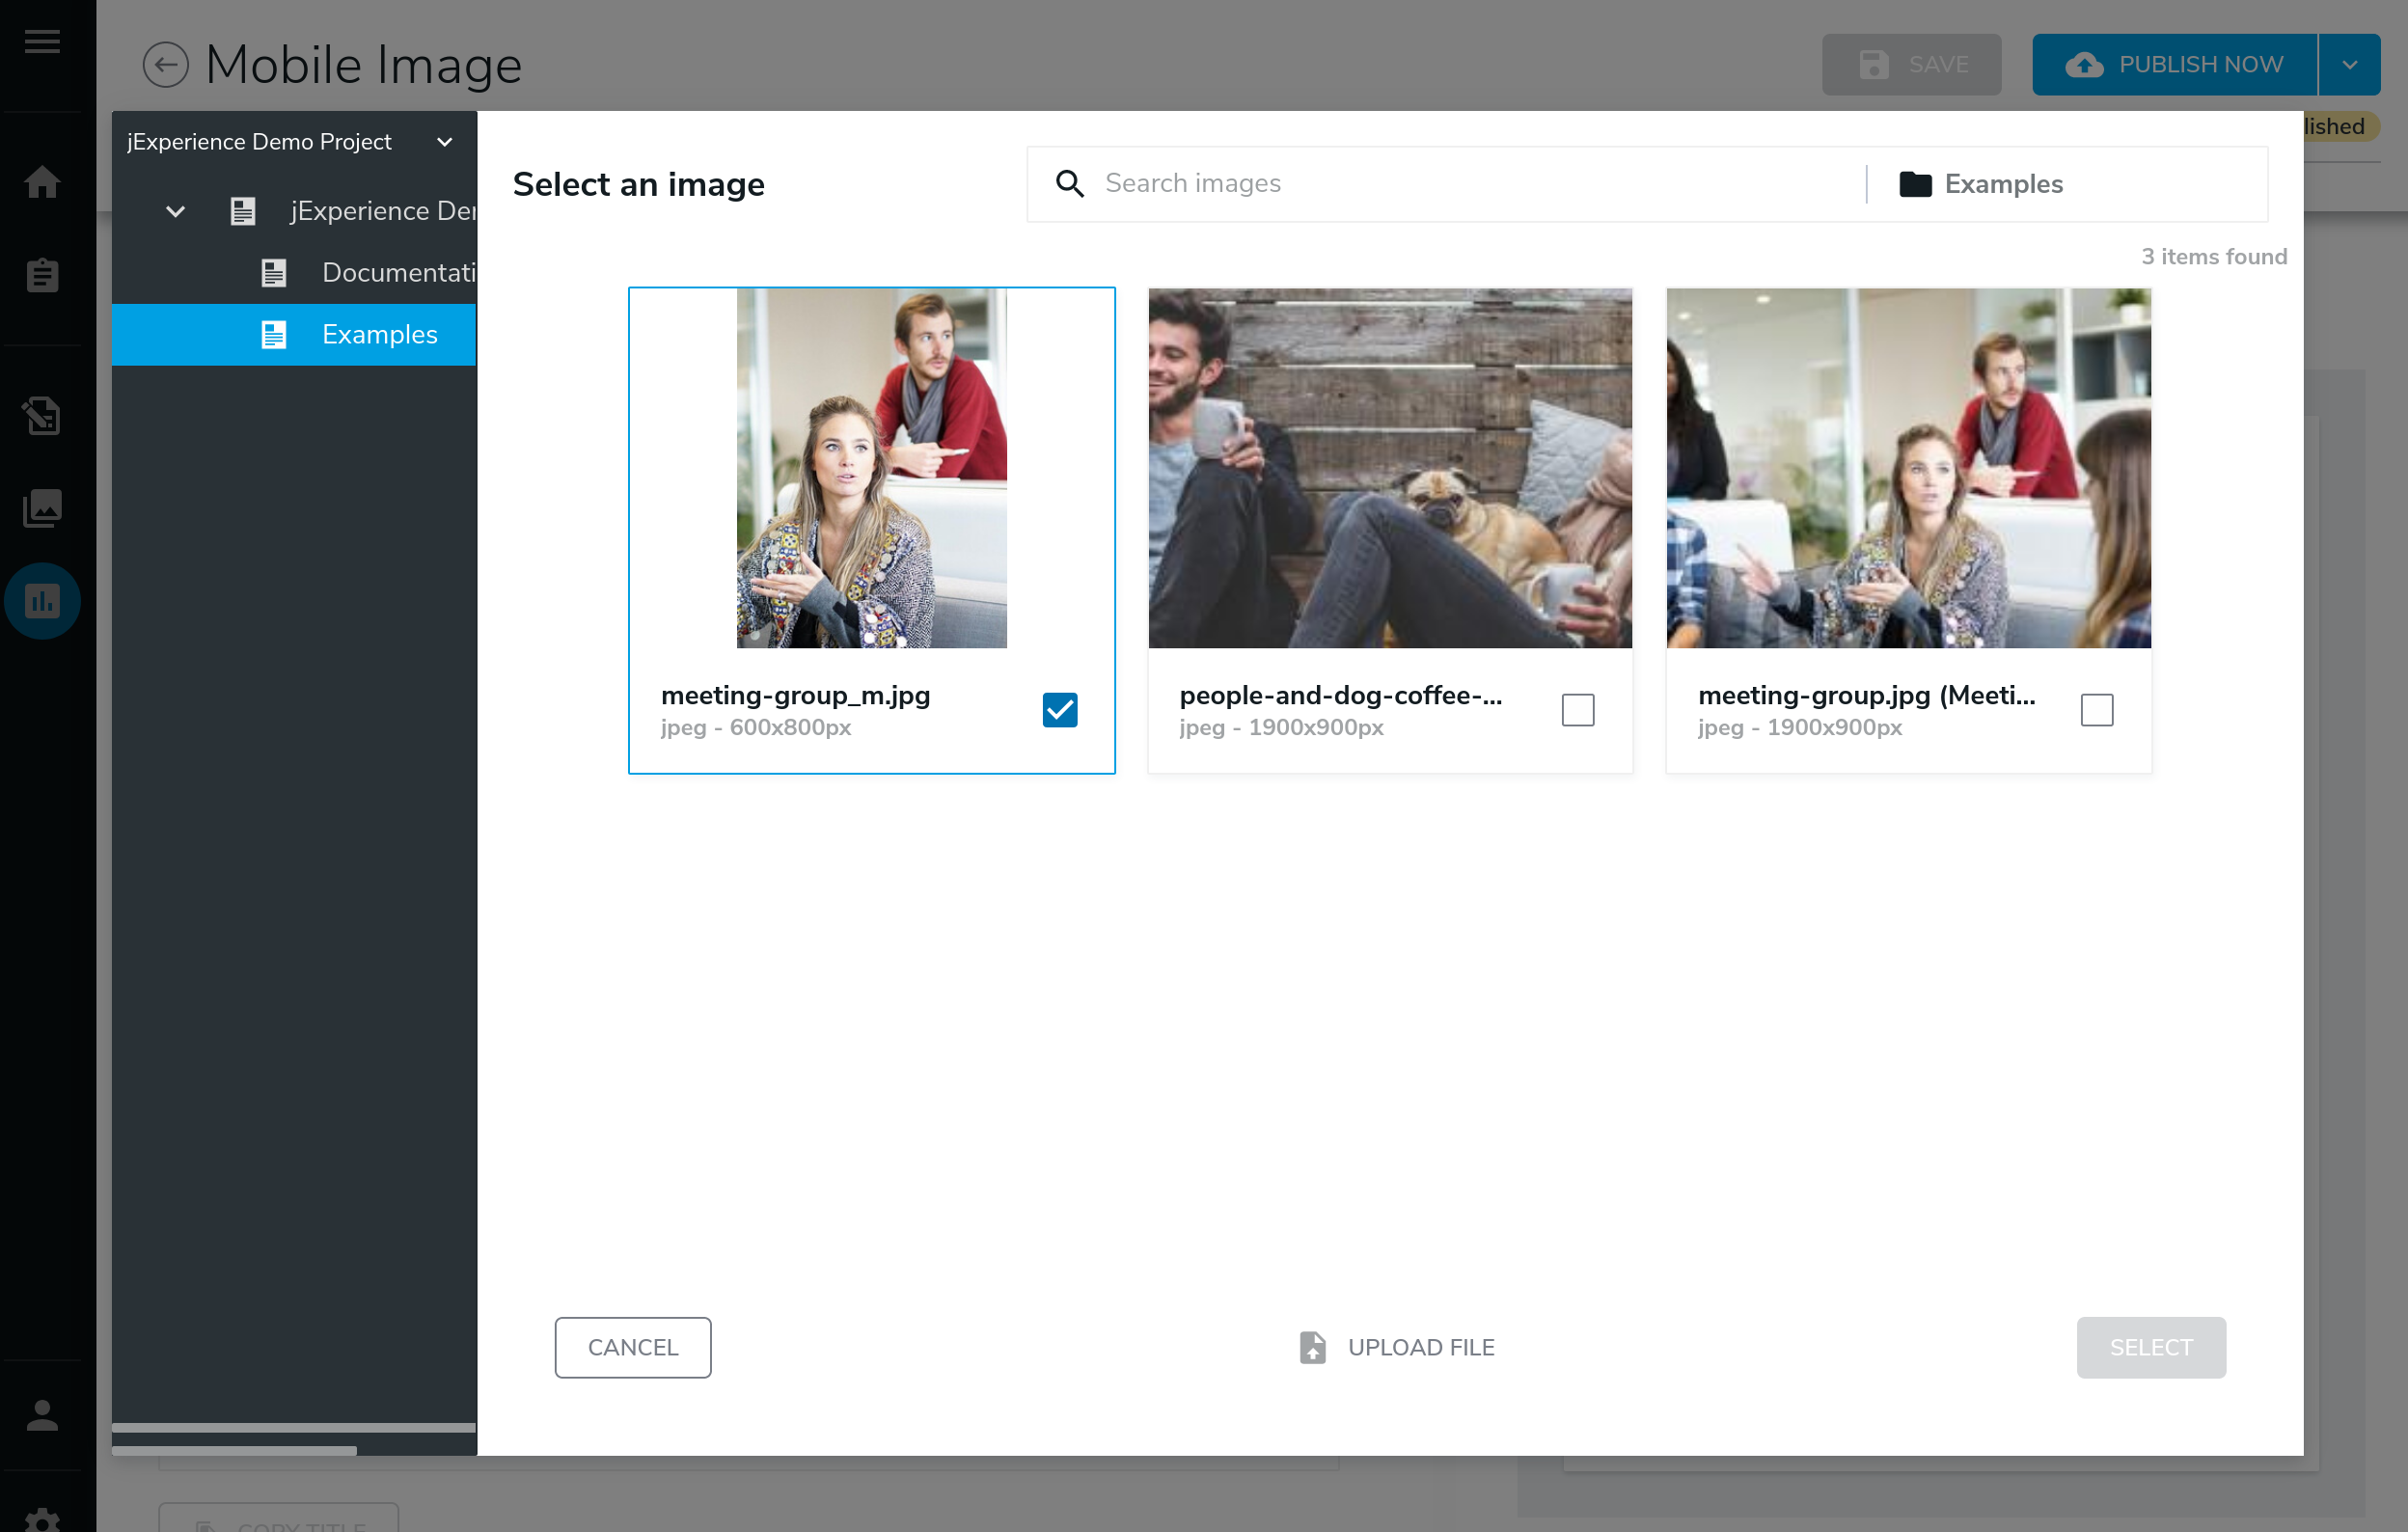 Mobile Image
SAVE
PUBLISH NOW
lished
jExperience Demo Project
jExperience Der
Documentati
Examples
Select an image
Search images
Examples
3 items found
meeting-group_m.jpg
jpeg - 600x800px
people-and-dog-coffee-...
jpeg - 1900x900px
meeting-group.jpg (Meeti...
jpeg - 1900x900px
CANCEL
UPLOAD FILE
SELECT
COPY TITLE